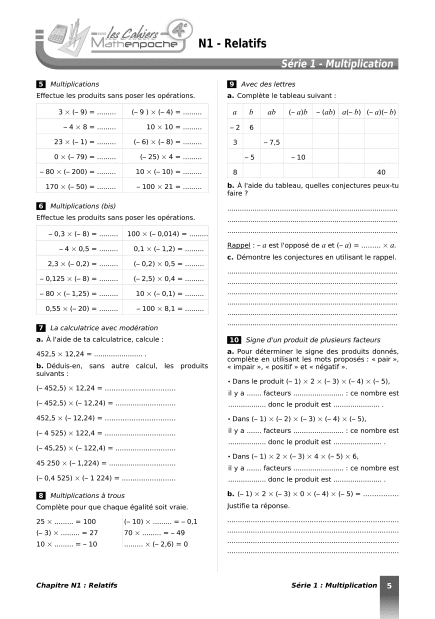 les Cahiers
Mathenpoche
4e
N1 - Relatifs
Série 1 - Multiplication
5 Multiplications
Effectue les produits sans poser les opérations.
3 × (– 9) = ......... (– 9 ) × (– 4) = .........
– 4 × 8 = ......... 10 × 10 = .........
23 × (– 1) = ......... (– 6) × (– 8) = .........
0 × (– 79) = ......... (– 25) × 4 = .........
– 80 × (– 200) = ......... 10 × (– 10) = .........
170 × (– 50) = ......... – 100 × 21 = .........
6 Multiplications (bis)
Effectue les produits sans poser les opérations.
– 0,3 × (– 8) = ......... 100 × (– 0,014) = .........
– 4 × 0,5 = ......... 0,1 × (– 1,2) = .........
2,3 × (– 0,2) = ......... (– 0,2) × 0,5 = .........
– 0,125 × (– 8) = ......... (– 2,5) × 0,4 = .........
– 80 × (– 1,25) = ......... 10 × (– 0,1) = .........
0,55 × (– 20) = ......... – 100 × 8,1 = .........
7 La calculatrice avec modération
a. À l'aide de ta calculatrice, calcule :
452,5 × 12,24 = ...................... .
b. Déduis-en, sans autre calcul, les produits
suivants :
(– 452,5) × 12,24 = ................................
(– 452,5) × (– 12,24) = ................................
452,5 × (– 12,24) = ................................
(– 4 525) × 122,4 = ................................
(– 45,25) × (– 122,4) = ................................
45 250 × (– 1,224) = ................................
(– 0,4 525) × (– 1 224) = ................................
8 Multiplications à trous
Complète pour que chaque égalité soit vraie.
25 × ......... = 100 (– 10) × ......... = – 0,1
(– 3) × ......... = 27 70 × ......... = – 49
10 × ......... = – 10 ......... × (– 2,6) = 0
9 Avec des lettres
a. Complète le tableau suivant :
a b ab (– a)b – (ab) a(– b) (– a)(– b)
– 2 6
3 – 7,5
– 5 – 10
8 40
b. À l'aide du tableau, quelles conjectures peux-tu
faire ?
................................................................................
................................................................................
................................................................................
Rappel : – a est l'opposé de a et (– a) = ......... × a.
c. Démontre les conjectures en utilisant le rappel.
................................................................................
................................................................................
................................................................................
................................................................................
................................................................................
................................................................................
10 Signe d'un produit de plusieurs facteurs
a. Pour déterminer le signe des produits donnés,
complète en utilisant les mots proposés : « pair »,
« impair », « positif » et « négatif ».
• Dans le produit (– 1) × 2 × (– 3) × (– 4) × (– 5),
il y a ....... facteurs ....................... : ce nombre est
................. donc le produit est ..................... .
• Dans (– 1) × (– 2) × (– 3) × (– 4) × (– 5),
il y a ....... facteurs ....................... : ce nombre est
................. donc le produit est ..................... .
• Dans (– 1) × 2 × (– 3) × 4 × (– 5) × 6,
il y a ....... facteurs ....................... : ce nombre est
................. donc le produit est ..................... .
b. (– 1) × 2 × (– 3) × 0 × (– 4) × (– 5) = ................
Justifie ta réponse.
................................................................................
................................................................................
................................................................................
................................................................................
Chapitre N1 : Relatifs
Série 1 : Multiplication 5